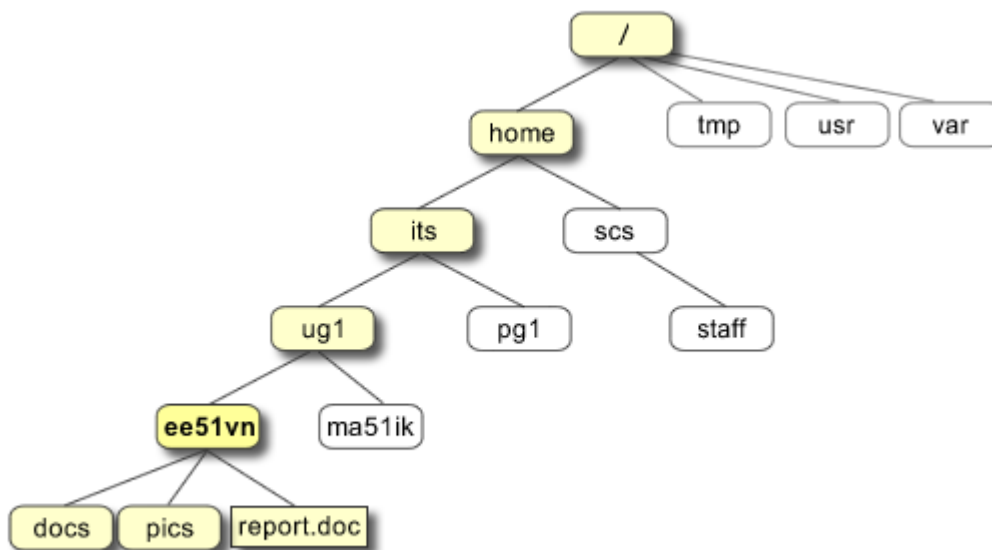 /
home
tmp
usr
var
its
scs
ug1
pg1
staff
ee51vn
ma51ik
docs
pics
report.doc